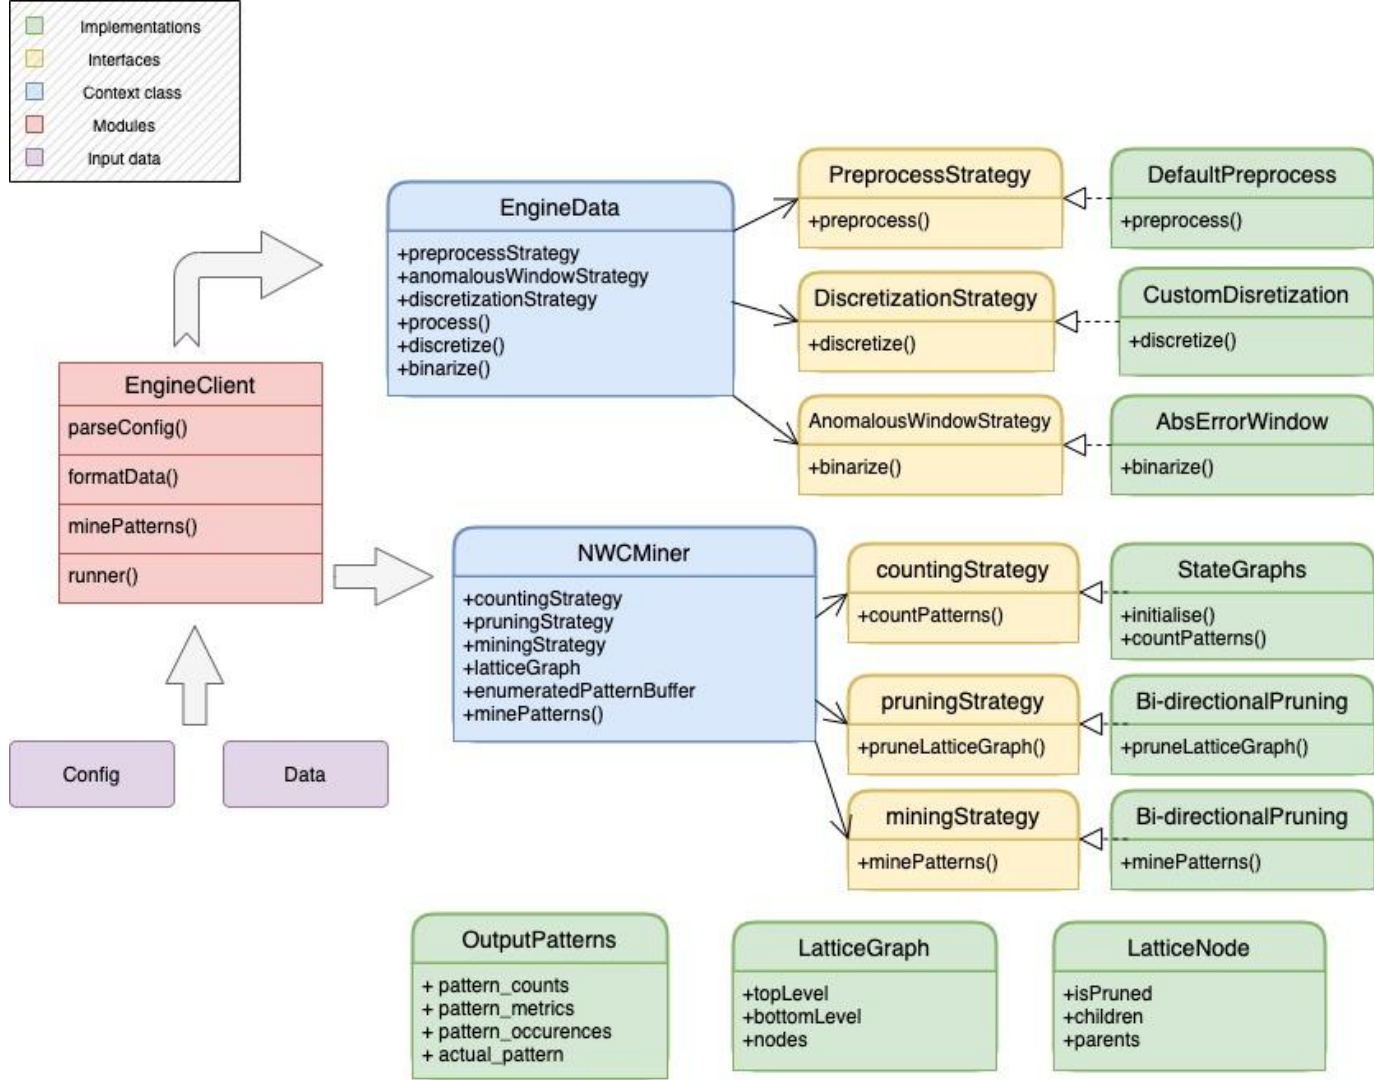 Implementations
Interfaces
Context class
Modules
Input data
EngineClient
parseConfig()
formatData()
minePatterns()
runner()
Config
Data
EngineData
+preprocessStrategy
+anomalousWindowStrategy
+discretizationStrategy
+process()
+discretize()
+binarize()
PreprocessStrategy
+preprocess()
DefaultPreprocess
+preprocess()
DiscretizationStrategy
+discretize()
CustomDisretization
+discretize()
AnomalousWindowStrategy
+binarize()
AbsErrorWindow
+binarize()
NWCMiner
+countingStrategy
+pruningStrategy
+miningStrategy
+latticeGraph
+enumeratedPatternBuffer
+minePatterns()
countingStrategy
+countPatterns()
StateGraphs
+initialise()
+countPatterns()
pruningStrategy
+pruneLatticeGraph()
Bi-directionalPruning
+pruneLatticeGraph()
miningStrategy
+minePatterns()
Bi-directionalPruning
+minePatterns()
OutputPatterns
+ pattern_counts
+ pattern_metrics
+ pattern_occurences
+ actual_pattern
LatticeGraph
+topLevel
+bottomLevel
+nodes
LatticeNode
+isPruned
+children
+parents